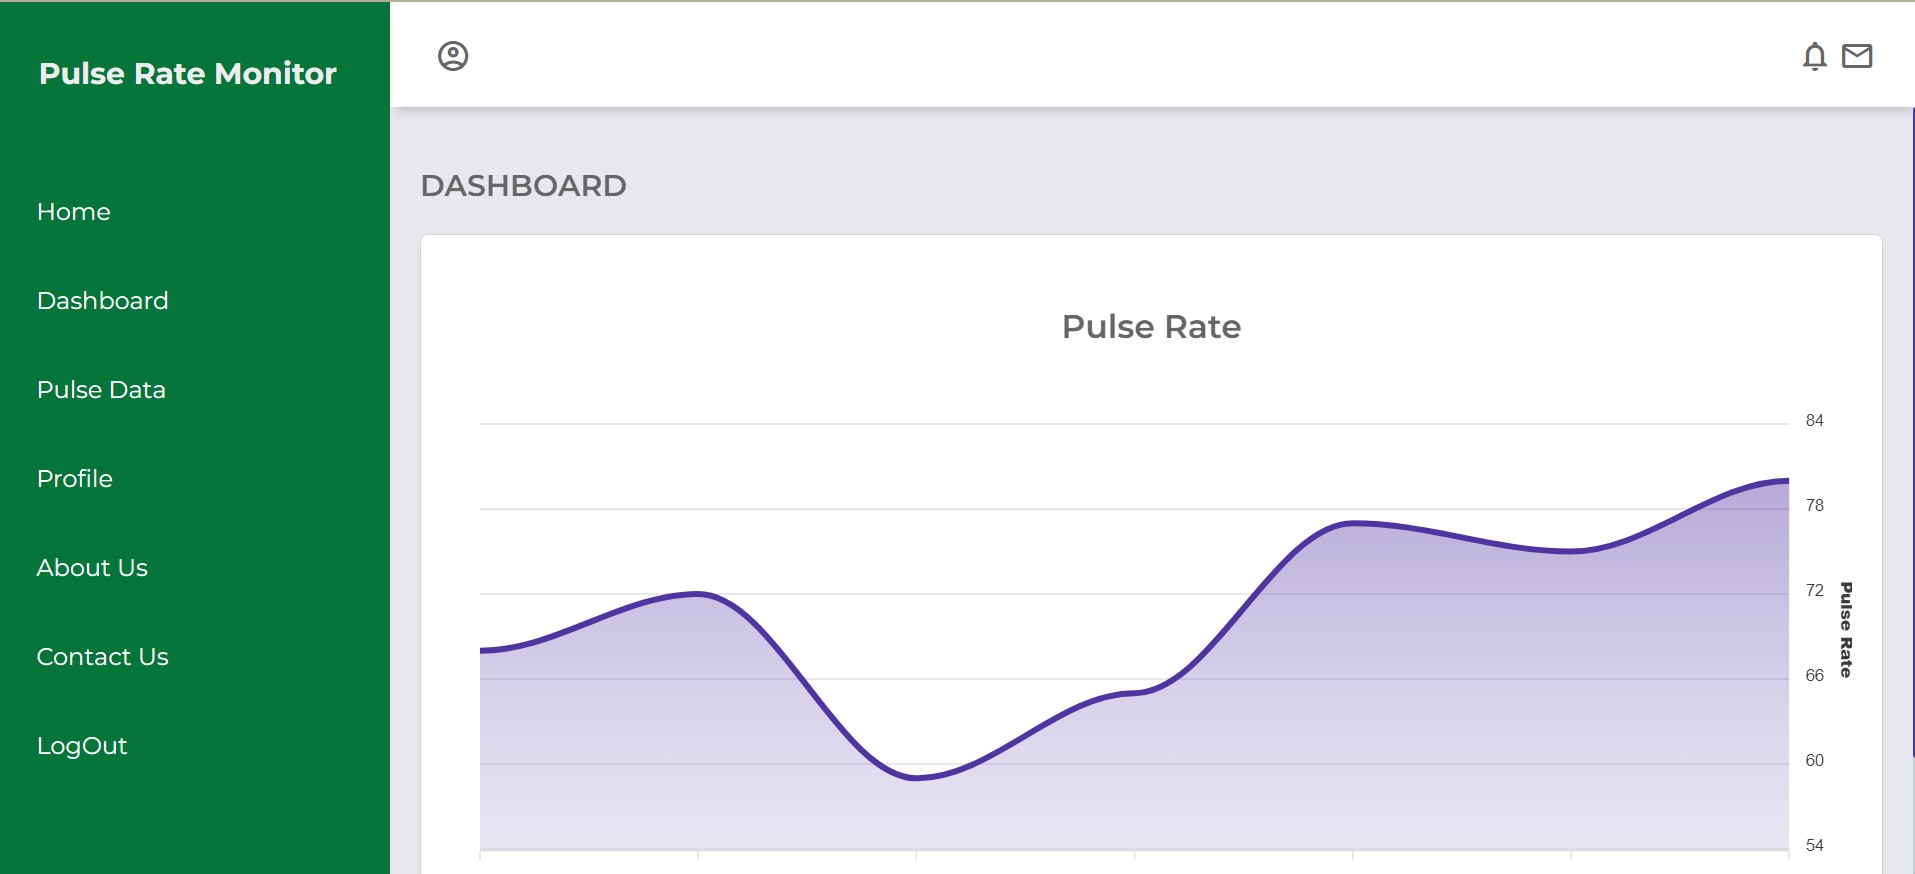 Pulse Rate Monitor
Home
Dashboard
Pulse Data
Profile
About Us
Contact Us
LogOut
DASHBOARD
Pulse Rate
84
78
72
66
60
54
Pulse Rate